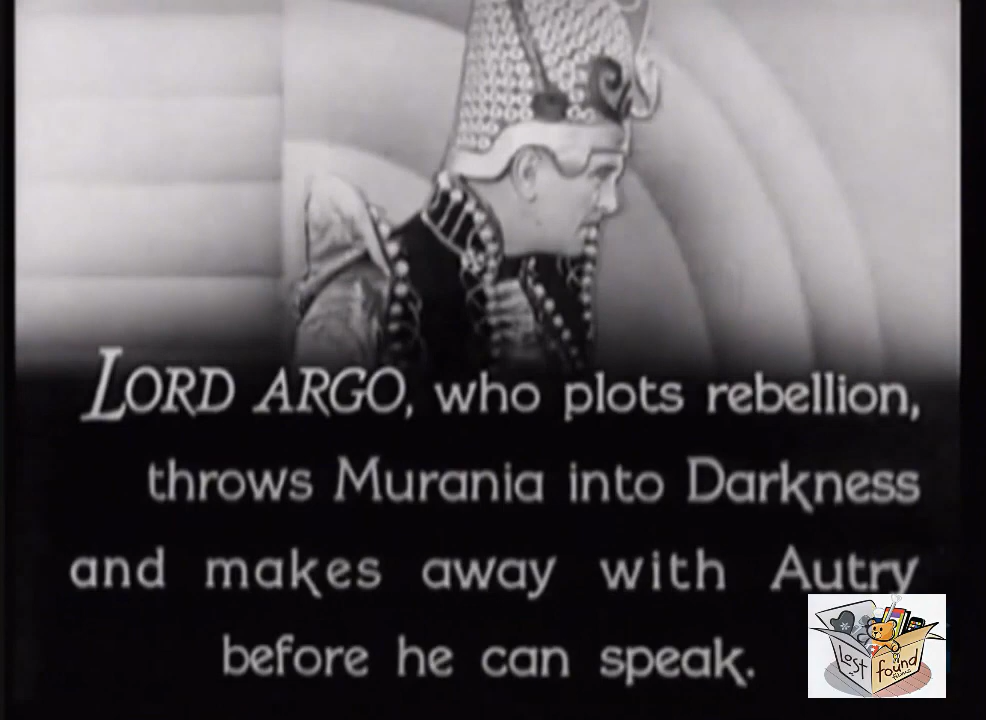 LORD ARGO, who plots rebellion,
throws Murania into Darkness
and makes away with Autry
before he can speak.
Lost
found
films